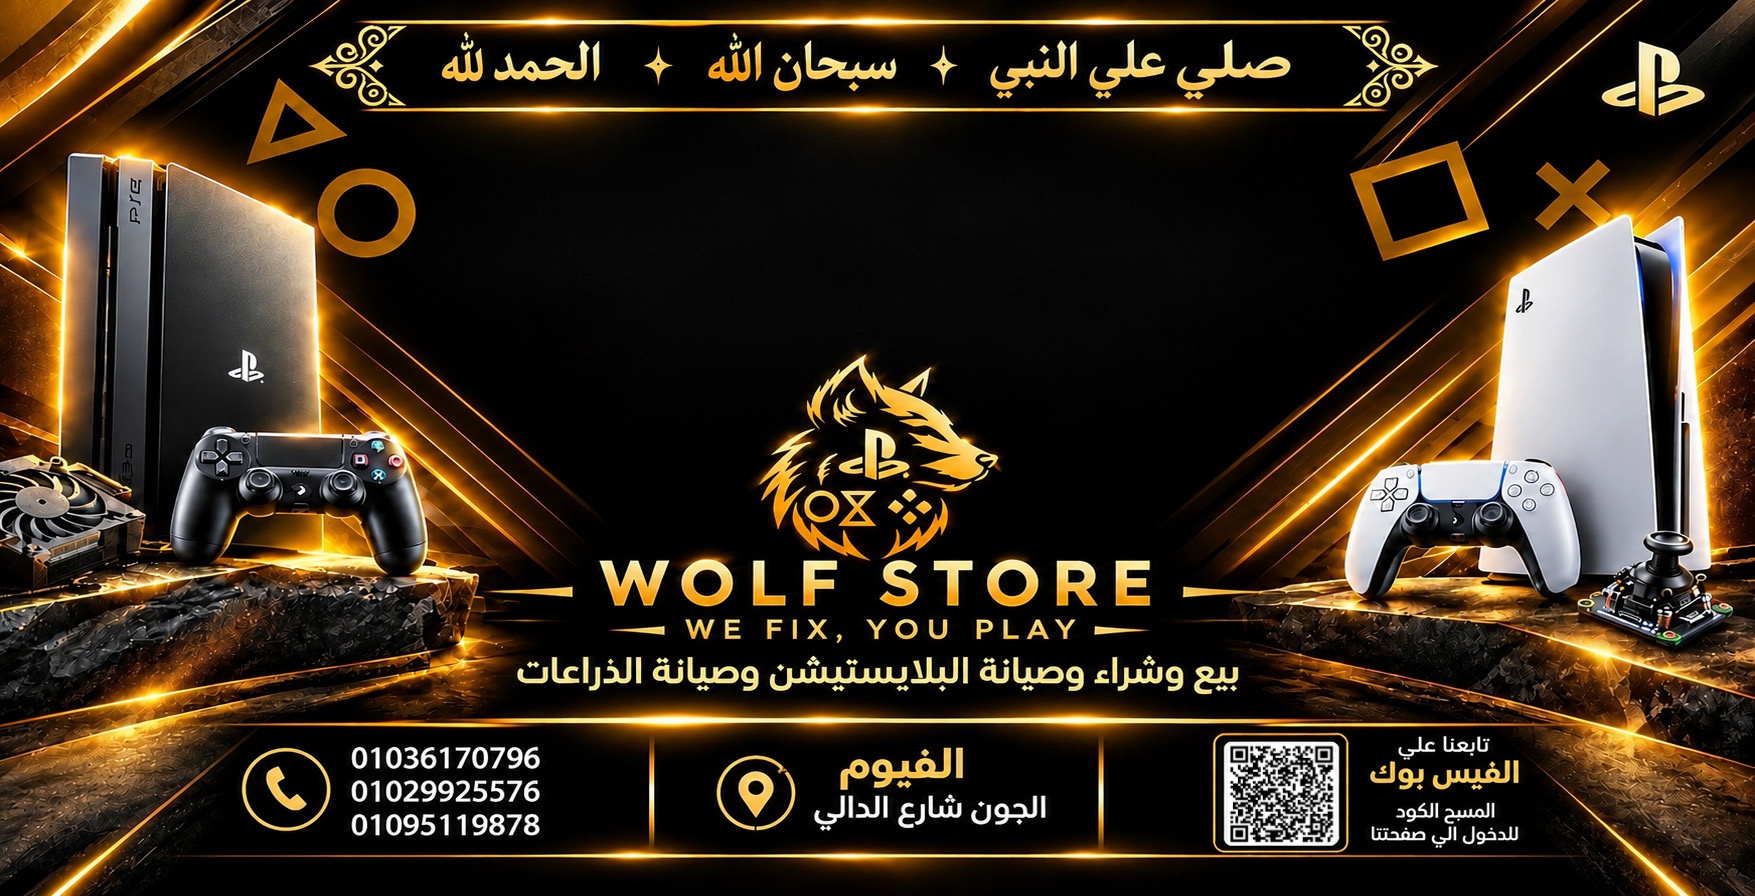 صلي علي النبي ✦ سبحان الله ✦ الحمد لله
WOLF STORE
WE FIX, YOU PLAY
بيع وشراء وصيانة البلايستيشن وصيانة الذراعات
01036170796
01029925576
01095119878
الفيوم
الجون شارع الدالي
تابعنا علي
الفيس بوك
المسح الكود
للدخول الي صفحتتا